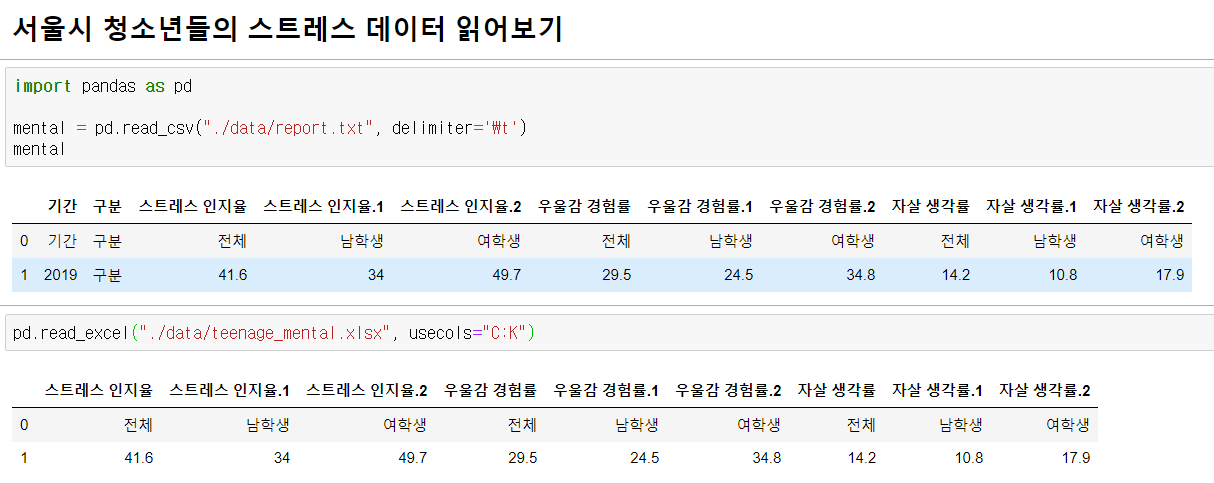 서울시 청소년들의 스트레스 데이터 읽어보기
import pandas as pd
mental = pd.read_csv("./data/report.txt", delimiter='₩t')
mental
기간 구분 스트레스 인지율 스트레스 인지율.1 스트레스 인지율.2 우울감 경험률 우울감 경험률.1 우울감 경험률.2 자살 생각률 자살 생각률.1 자살 생각률.2
0 기간 구분 전체 남학생 여학생 전체 남학생 여학생 전체 남학생 여학생
1 2019 구분 41.6 34 49.7 29.5 24.5 34.8 14.2 10.8 17.9
pd.read_excel("./data/teenage_mental.xlsx", usecols="C:K")
스트레스 인지율 스트레스 인지율.1 스트레스 인지율.2 우울감 경험률 우울감 경험률.1 우울감 경험률.2 자살 생각률 자살 생각률.1 자살 생각률.2
0 전체 남학생 여학생 전체 남학생 여학생 전체 남학생 여학생
1 41.6 34 49.7 29.5 24.5 34.8 14.2 10.8 17.9